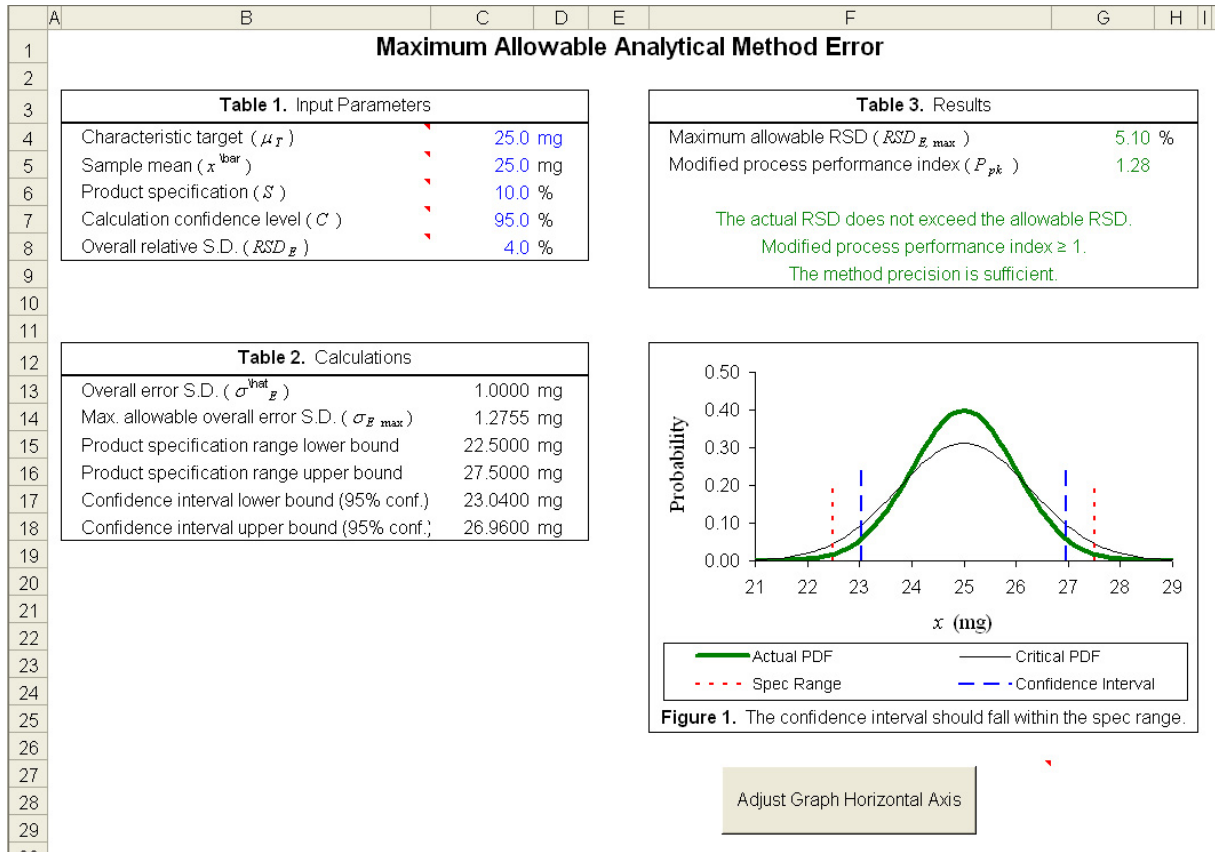 A B C D E F G H I
1 Maximum Allowable Analytical Method Error
2
3 Table 1. Input Parameters Table 3. Results
4 Characteristic target ( μT ) 25.0 mg Maximum allowable RSD ( RSD E, max ) 5.10 %
5 Sample mean ( x \bar ) 25.0 mg Modified process performance index ( Ppk ) 1.28
6 Product specification ( S ) 10.0 %
7 Calculation confidence level ( C ) 95.0 % The actual RSD does not exceed the allowable RSD.
8 Overall relative S.D. ( RSD E ) 4.0 % Modified process performance index ≥ 1.
9 The method precision is sufficient.
10
11
12 Table 2. Calculations
13 Overall error S.D. ( σ \hat E ) 1.0000 mg
14 Max. allowable overall error S.D. ( σE max ) 1.2755 mg
15 Product specification range lower bound 22.5000 mg
16 Product specification range upper bound 27.5000 mg
17 Confidence interval lower bound (95% conf.) 23.0400 mg
18 Confidence interval upper bound (95% conf.) 26.9600 mg
19
20
21
22
23
24
25
26
27
28
29
0.50
0.40
0.30
0.20
0.10
0.00
Probability
21 22 23 24 25 26 27 28 29
x (mg)
Actual PDF Critical PDF
Spec Range Confidence Interval
Figure 1. The confidence interval should fall within the spec range.
Adjust Graph Horizontal Axis